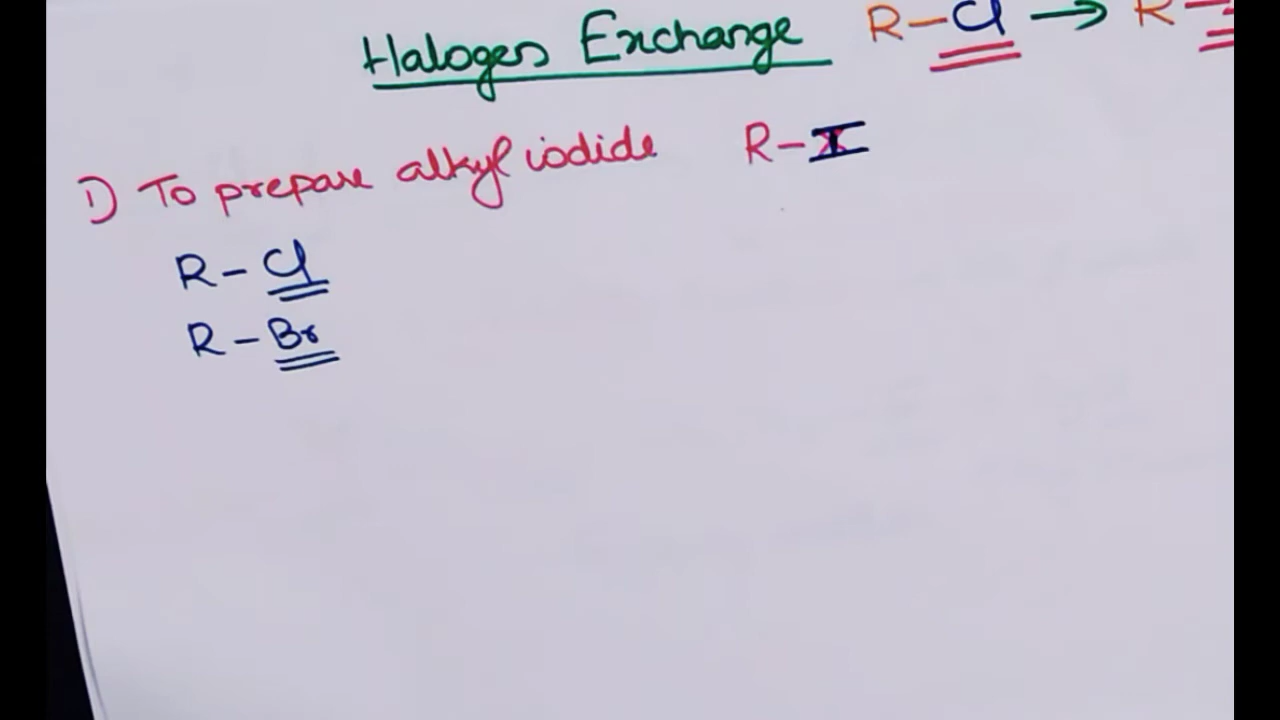 Halogen Exchange R-Cl → R-
1) To prepare alkyl iodide R-I
R-Cl
R-Br